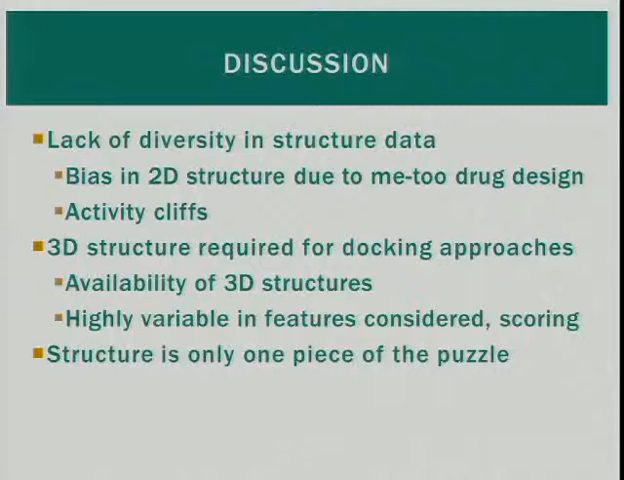 DISCUSSION
Lack of diversity in structure data
Bias in 2D structure due to me-too drug design
Activity cliffs
3D structure required for docking approaches
Availability of 3D structures
Highly variable in features considered, scoring
Structure is only one piece of the puzzle